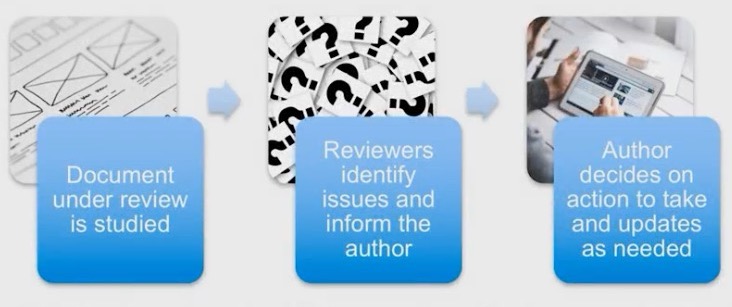 Document
under review
is studied
Reviewers
identify
issues and
inform the
author
Author
decides on
action to take
and updates
as needed